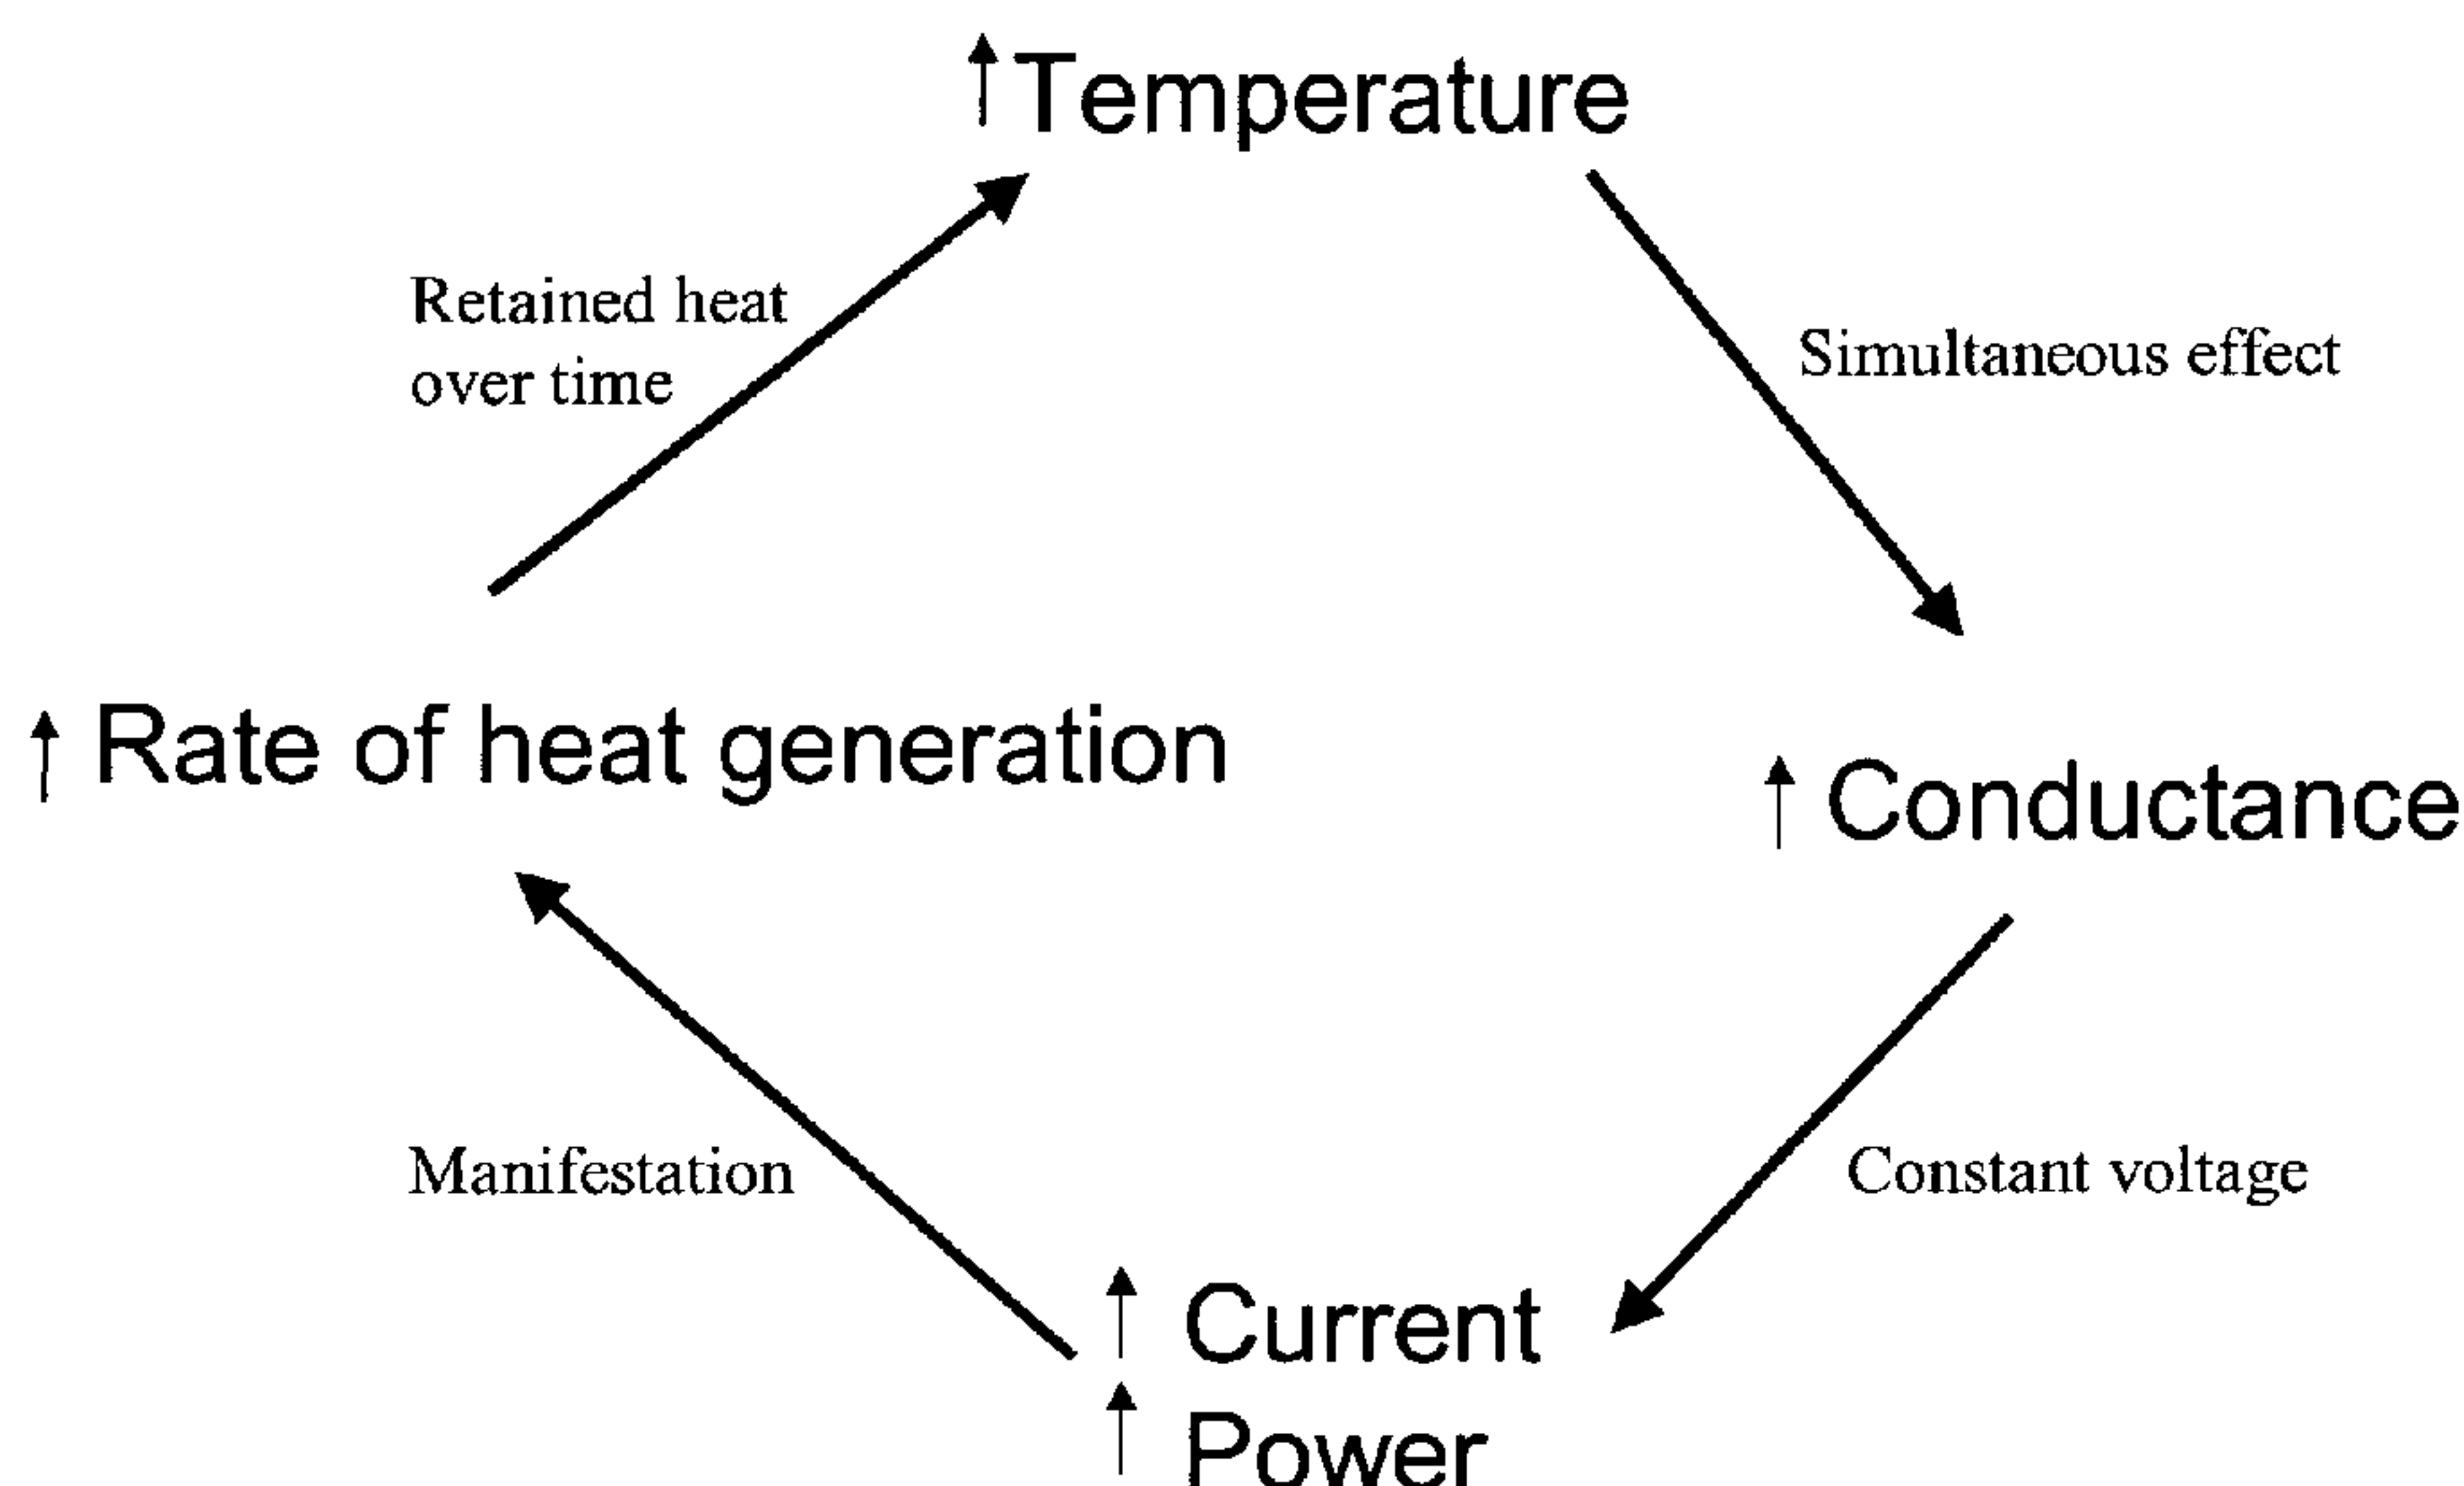 ↑Temperature
Retained heat
over time
Simultaneous effect
↑ Rate of heat generation
↑ Conductance
Manifestation
Constant voltage
↑ Current
↑ Power